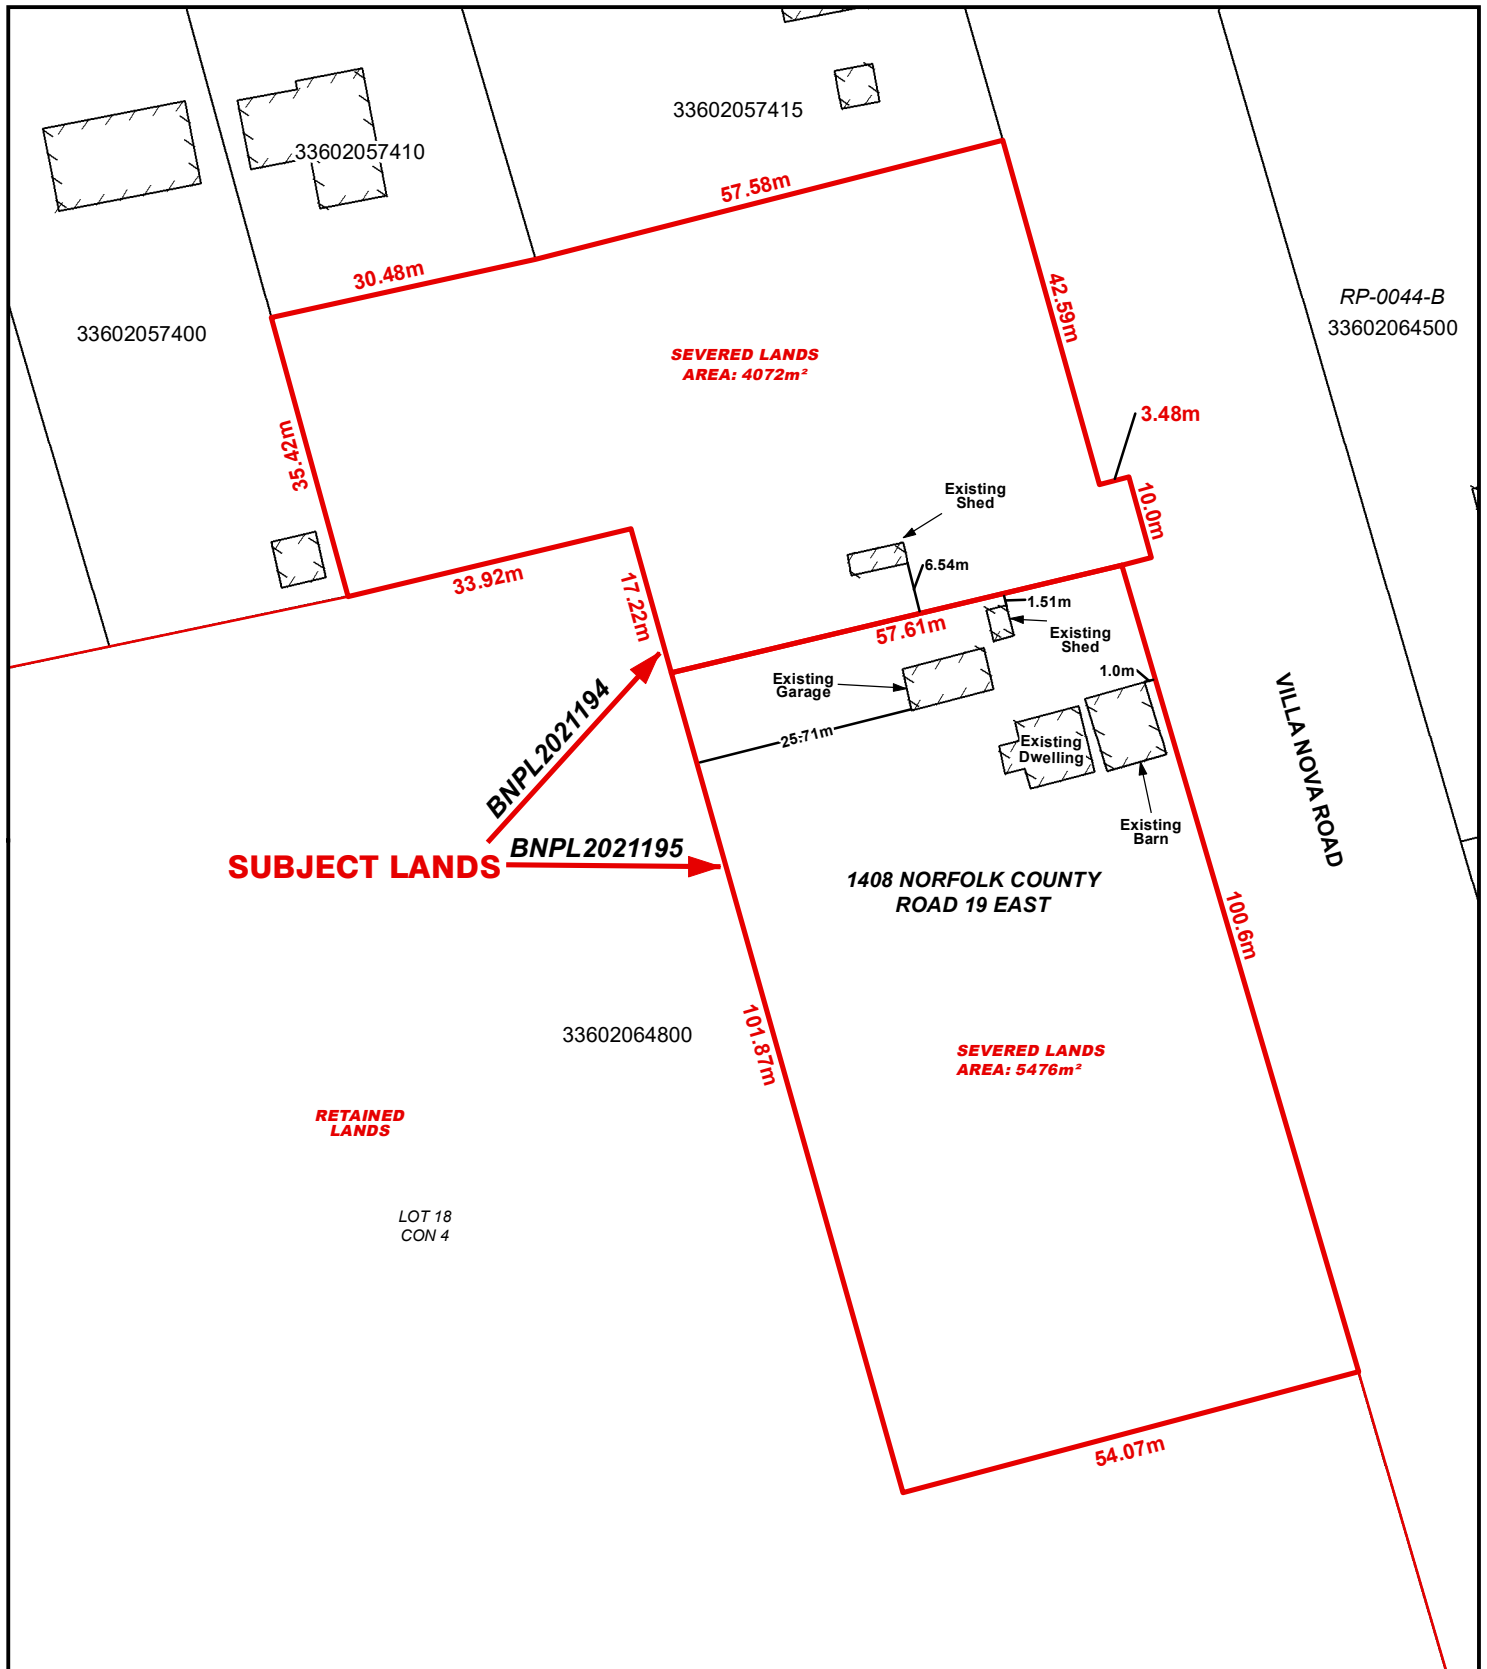 33602057415
33602057410
57.58m
30.48m
42.59m
RP-0044-B
33602064500
33602057400
SEVERED LANDS
AREA: 4072m²
3.48m
35.42m
Existing
Shed
10.0m
6.54m
33.92m
17.22m
1.51m
57.61m
Existing
Shed
1.0m
Existing
Garage
BNPL2021194
25.71m
Existing
Dwelling
VILLA NOVA ROAD
Existing
Barn
BNPL2021195
SUBJECT LANDS
1408 NORFOLK COUNTY
ROAD 19 EAST
100.6m
101.87m
33602064800
SEVERED LANDS
AREA: 5476m²
RETAINED
LANDS
LOT 18
CON 4
54.07m